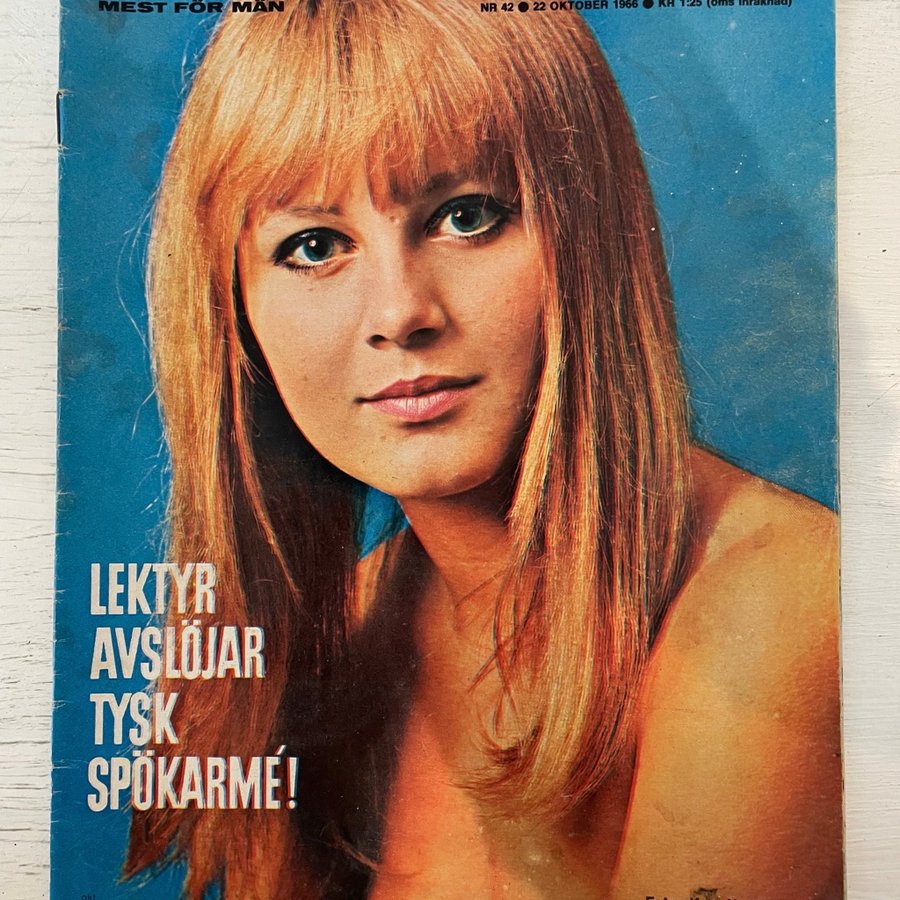 MEST FÖR MÄN
NR 42 ● 22 OKTOBER 1966 ● KR 1:25 (oms inräknad)
LEKTYR
AVSLÖJAR
TYSK
SPÖKARMÉ!